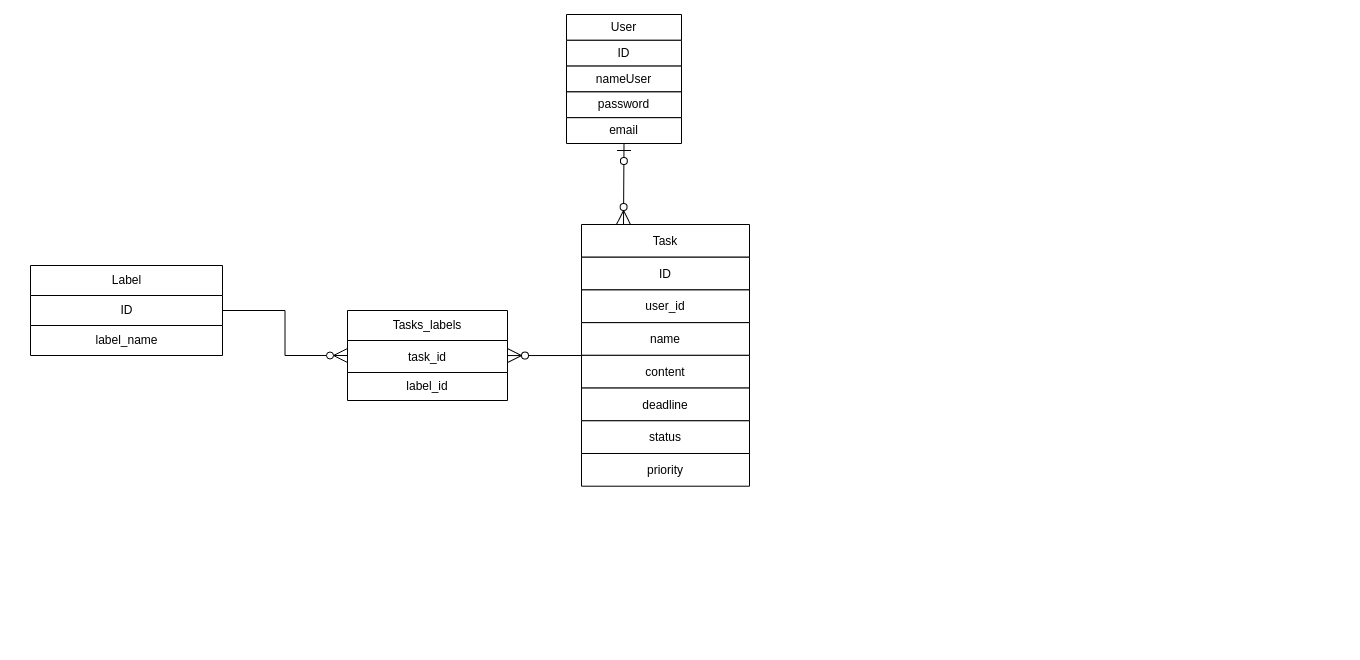 User
ID
nameUser
password
email
Task
ID
user_id
name
content
deadline
status
priority
Label
ID
label_name
Tasks_labels
task_id
label_id